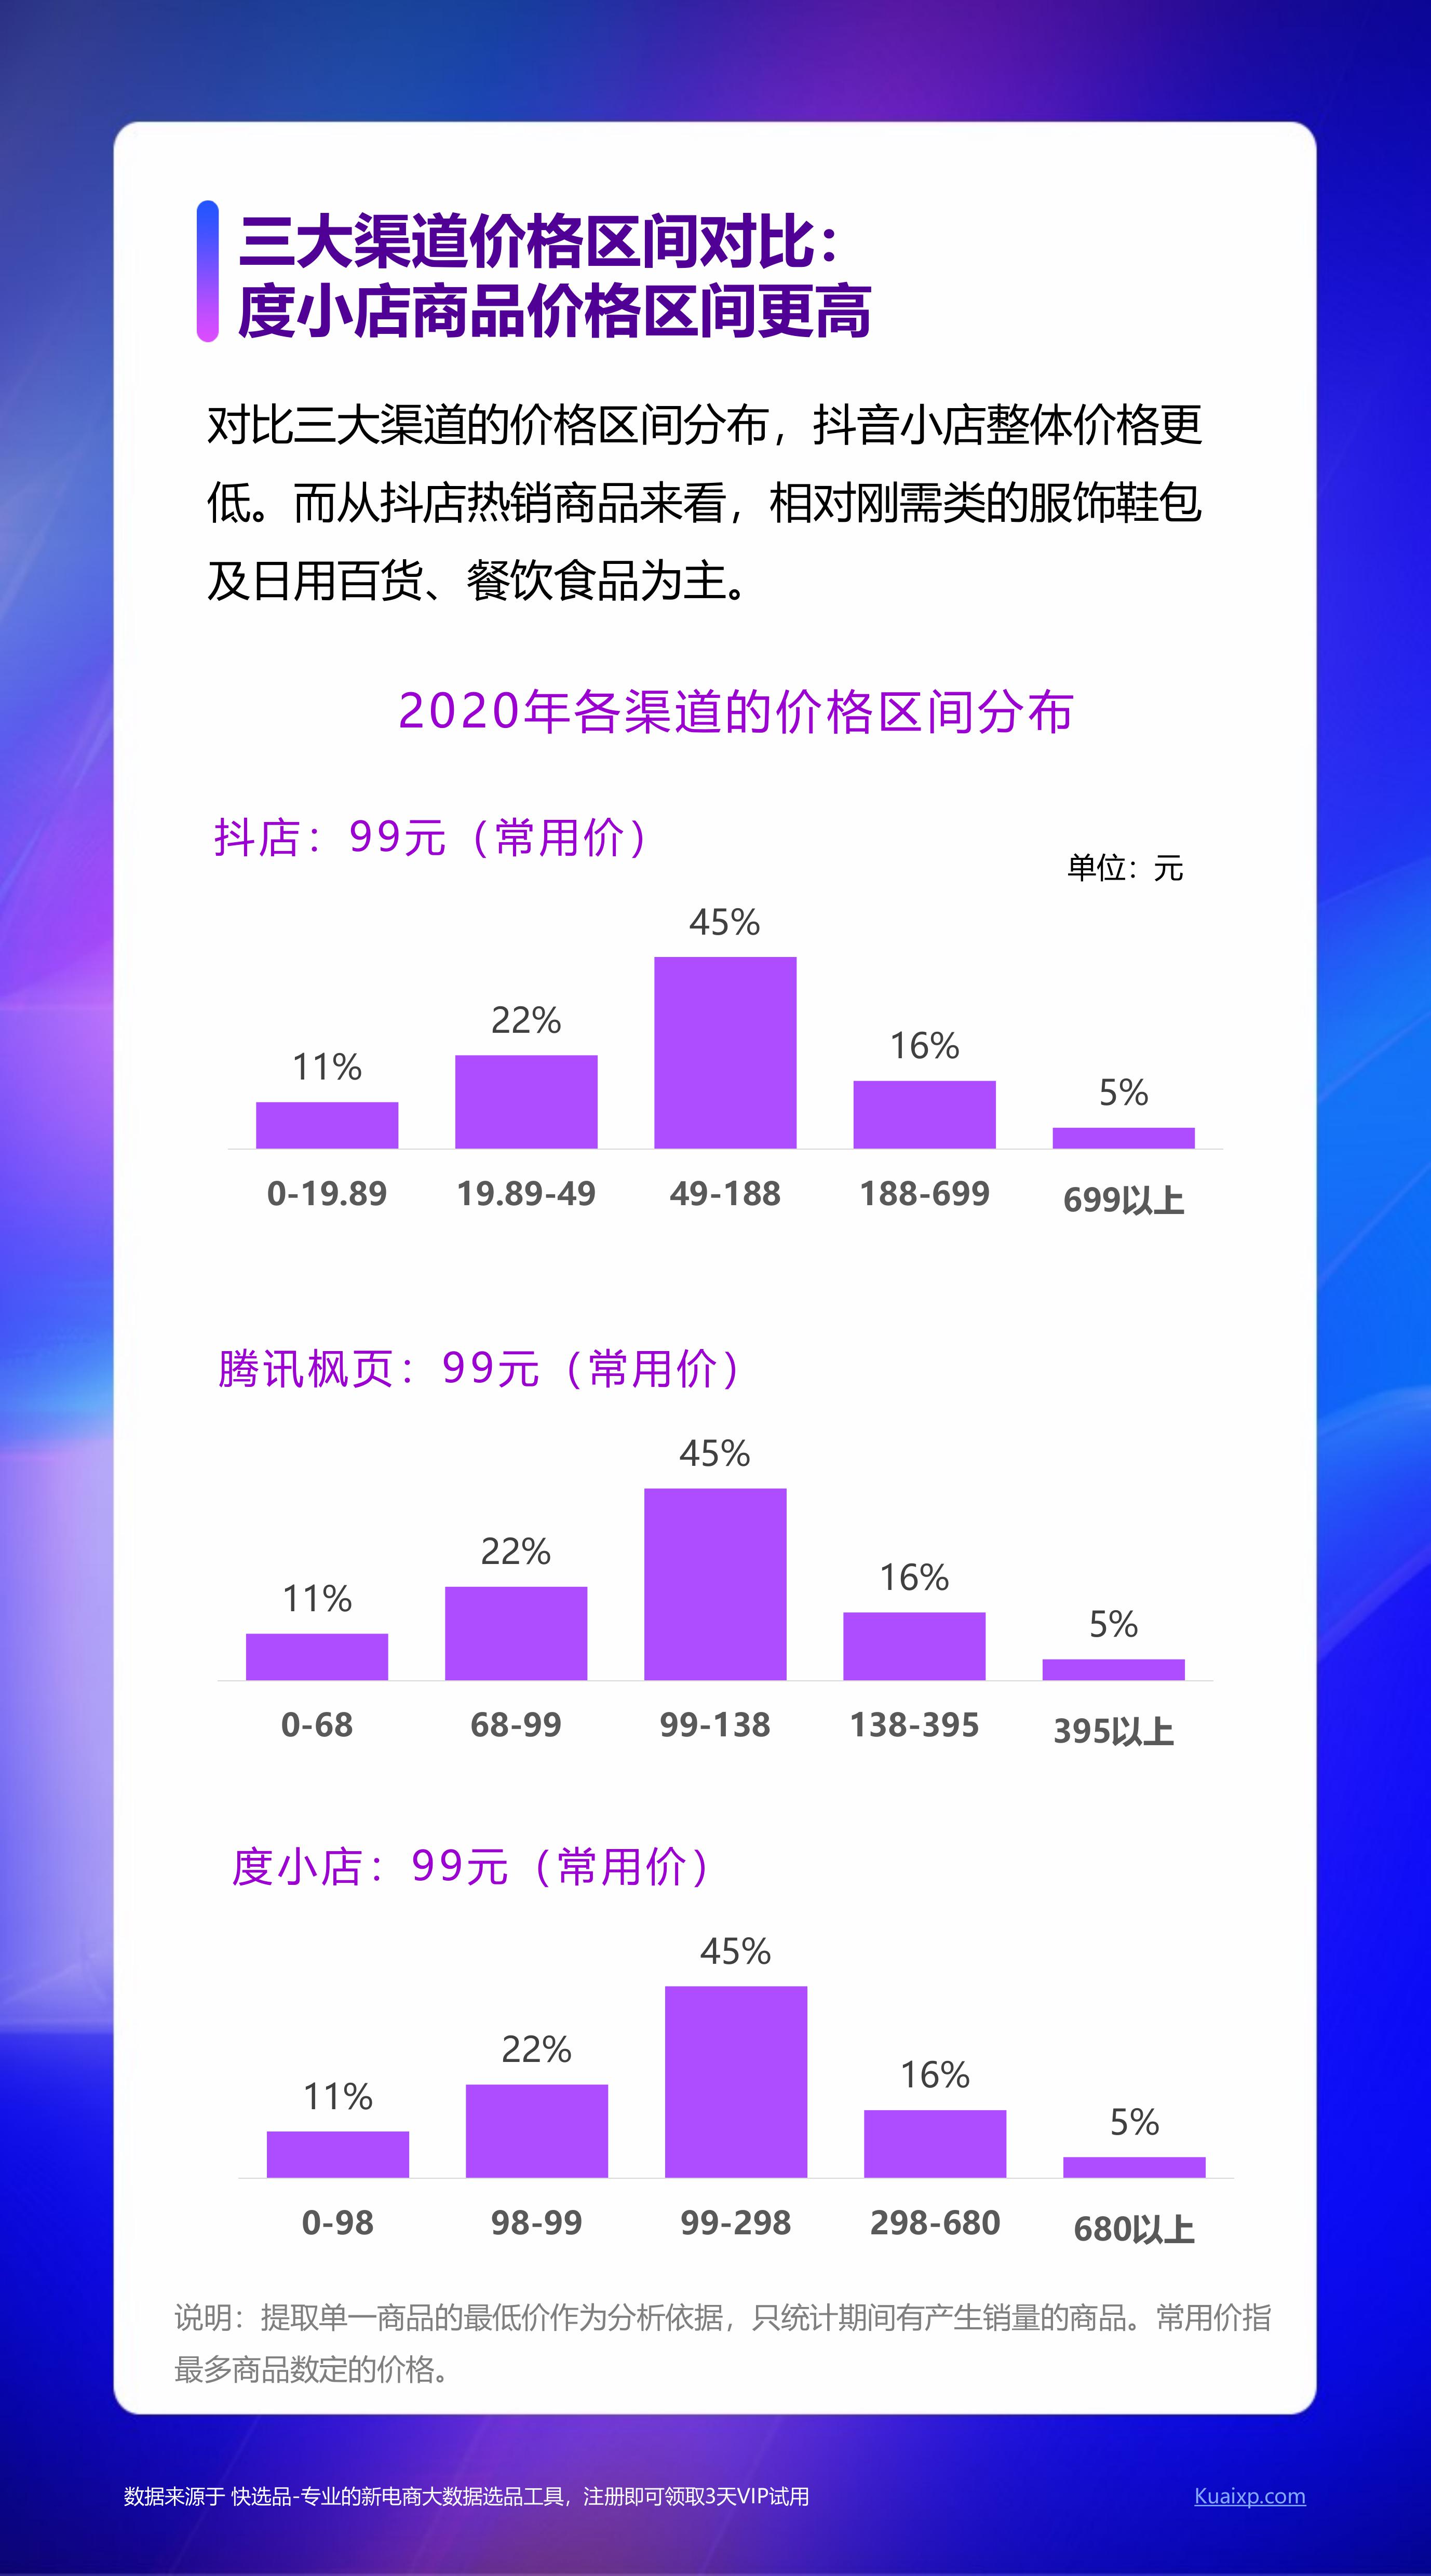 三大渠道价格区间对比：
度小店商品价格区间更高
对比三大渠道的价格区间分布，抖音小店整体价格更
低。而从抖店热销商品来看，相对刚需类的服饰鞋包
及日用百货、餐饮食品为主。
2020年各渠道的价格区间分布
抖店：99元（常用价）
单位：元
11% 22% 45% 16% 5%
0-19.89 19.89-49 49-188 188-699 699以上
腾讯枫页：99元（常用价）
11% 22% 45% 16% 5%
0-68 68-99 99-138 138-395 395以上
度小店：99元（常用价）
11% 22% 45% 16% 5%
0-98 98-99 99-298 298-680 680以上
说明：提取单一商品的最低价作为分析依据，只统计期间有产生销量的商品。常用价指
最多商品数定的价格。
数据来源于 快选品-专业的新电商大数据选品工具，注册即可领取3天VIP试用 Kuaixp.com